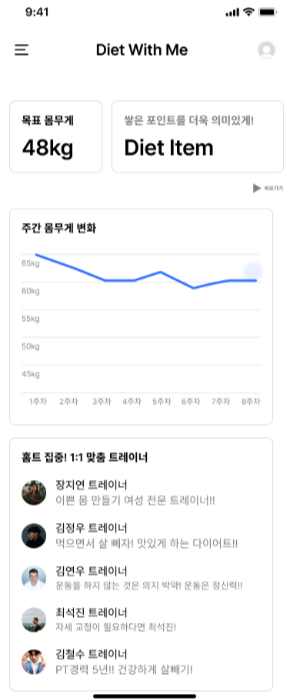 9:41
Diet With Me
목표 몸무게
48kg
쌓은 포인트를 더욱 의미있게!
Diet Item
바로가기
주간 몸무게 변화
65kg
60kg
55kg
50kg
45kg
1주차 2주차 3주차 4주차 5주차 6주차 7주차 8주차
홈트 집중! 1:1 맞춤 트레이너
장지연 트레이너
이쁜 몸 만들기 여성 전문 트레이너!!
김정우 트레이너
먹으면서 살 빼자! 맛있게 하는 다이어트!!
김연우 트레이너
운동을 하지 않는 것은 의지 박약! 운동은 정신력!!
최석진 트레이너
자세 교정이 필요하다면 최석진!
김철수 트레이너
PT경력 5년!! 건강하게 살빼기!